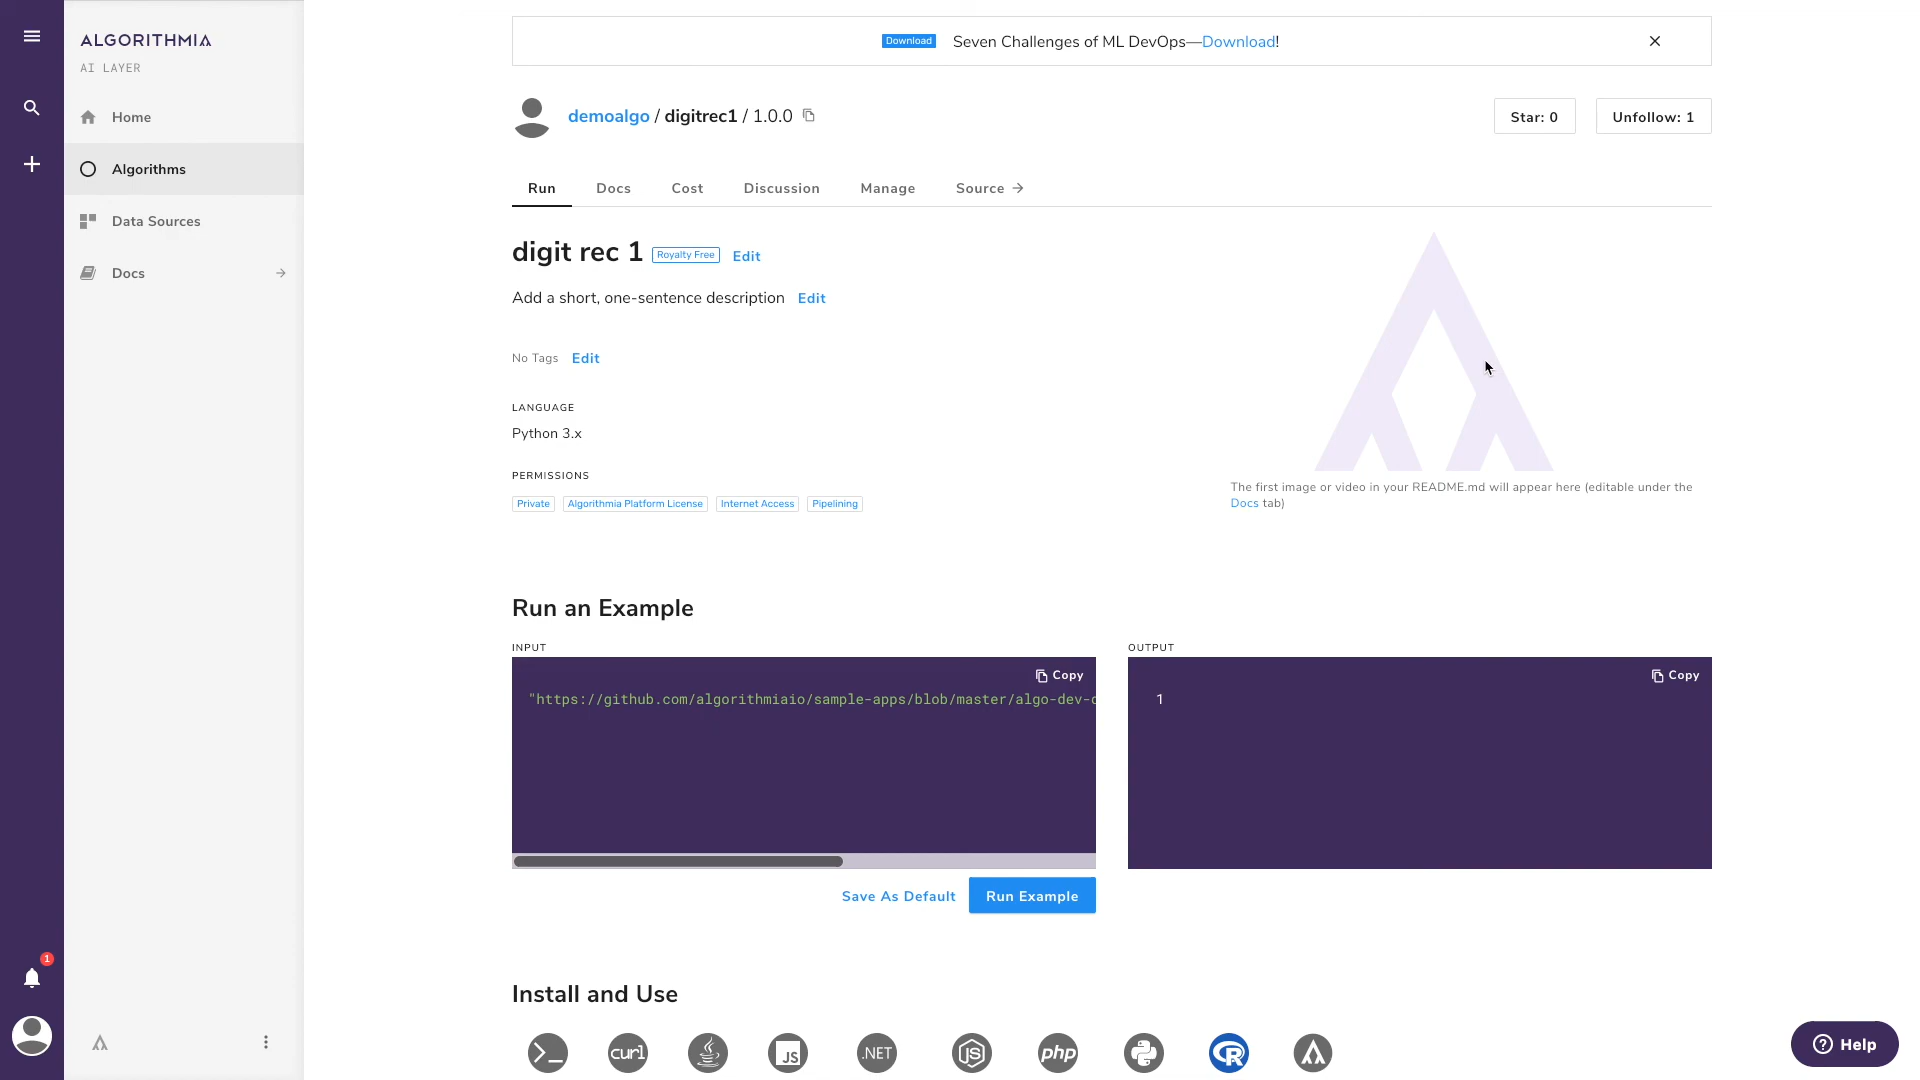 ALGORITHMIA
AI LAYER
Home
Algorithms
Data Sources
Docs
1
Download Seven Challenges of ML DevOps—Download!
demoalgo / digitrec1 / 1.0.0
Star: 0
Unfollow: 1
Run Docs Cost Discussion Manage Source
digit rec 1 Royalty Free Edit
Add a short, one-sentence description Edit
No Tags Edit
LANGUAGE
Python 3.x
PERMISSIONS
Private Algorithmia Platform License Internet Access Pipelining
The first image or video in your README.md will appear here (editable under the
Docs tab)
Run an Example
INPUT
Copy
"https://github.com/algorithmiaio/sample-apps/blob/master/algo-dev-
Save As Default Run Example
OUTPUT
Copy
1
Install and Use
curl JS .NET JS php R
Help